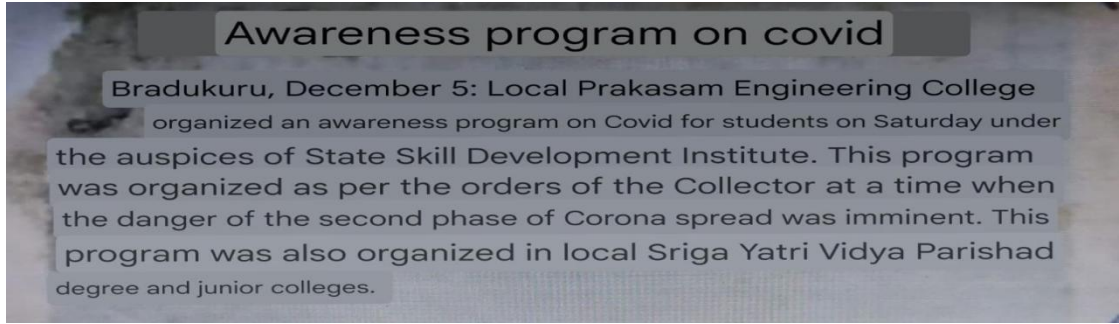 Awareness program on covid
Bradukuru, December 5: Local Prakasam Engineering College
organized an awareness program on Covid for students on Saturday under
the auspices of State Skill Development Institute. This program
was organized as per the orders of the Collector at a time when
the danger of the second phase of Corona spread was imminent. This
program was also organized in local Sriga Yatri Vidya Parishad
degree and junior colleges.